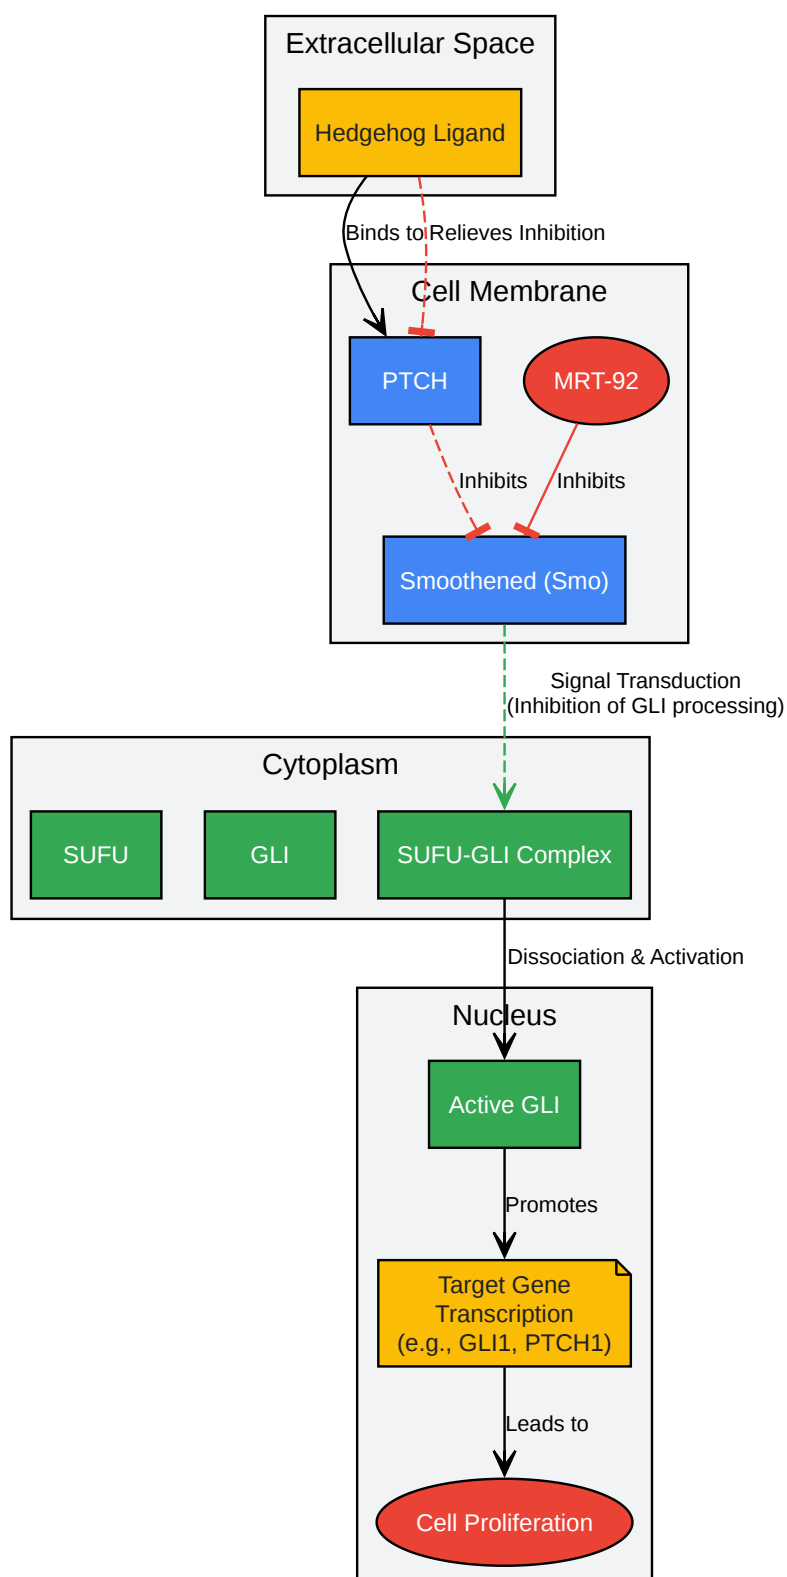 Extracellular Space
Hedgehog Ligand
Binds to
Relieves Inhibition
Cell Membrane
PTCH
MRT-92
Inhibits
Inhibits
Smoothened (Smo)
Signal Transduction
(Inhibition of GLI processing)
Cytoplasm
SUFU
GLI
SUFU-GLI Complex
Dissociation & Activation
Nucleus
Active GLI
Promotes
Target Gene
Transcription
(e.g., GLI1, PTCH1)
Leads to
Cell Proliferation